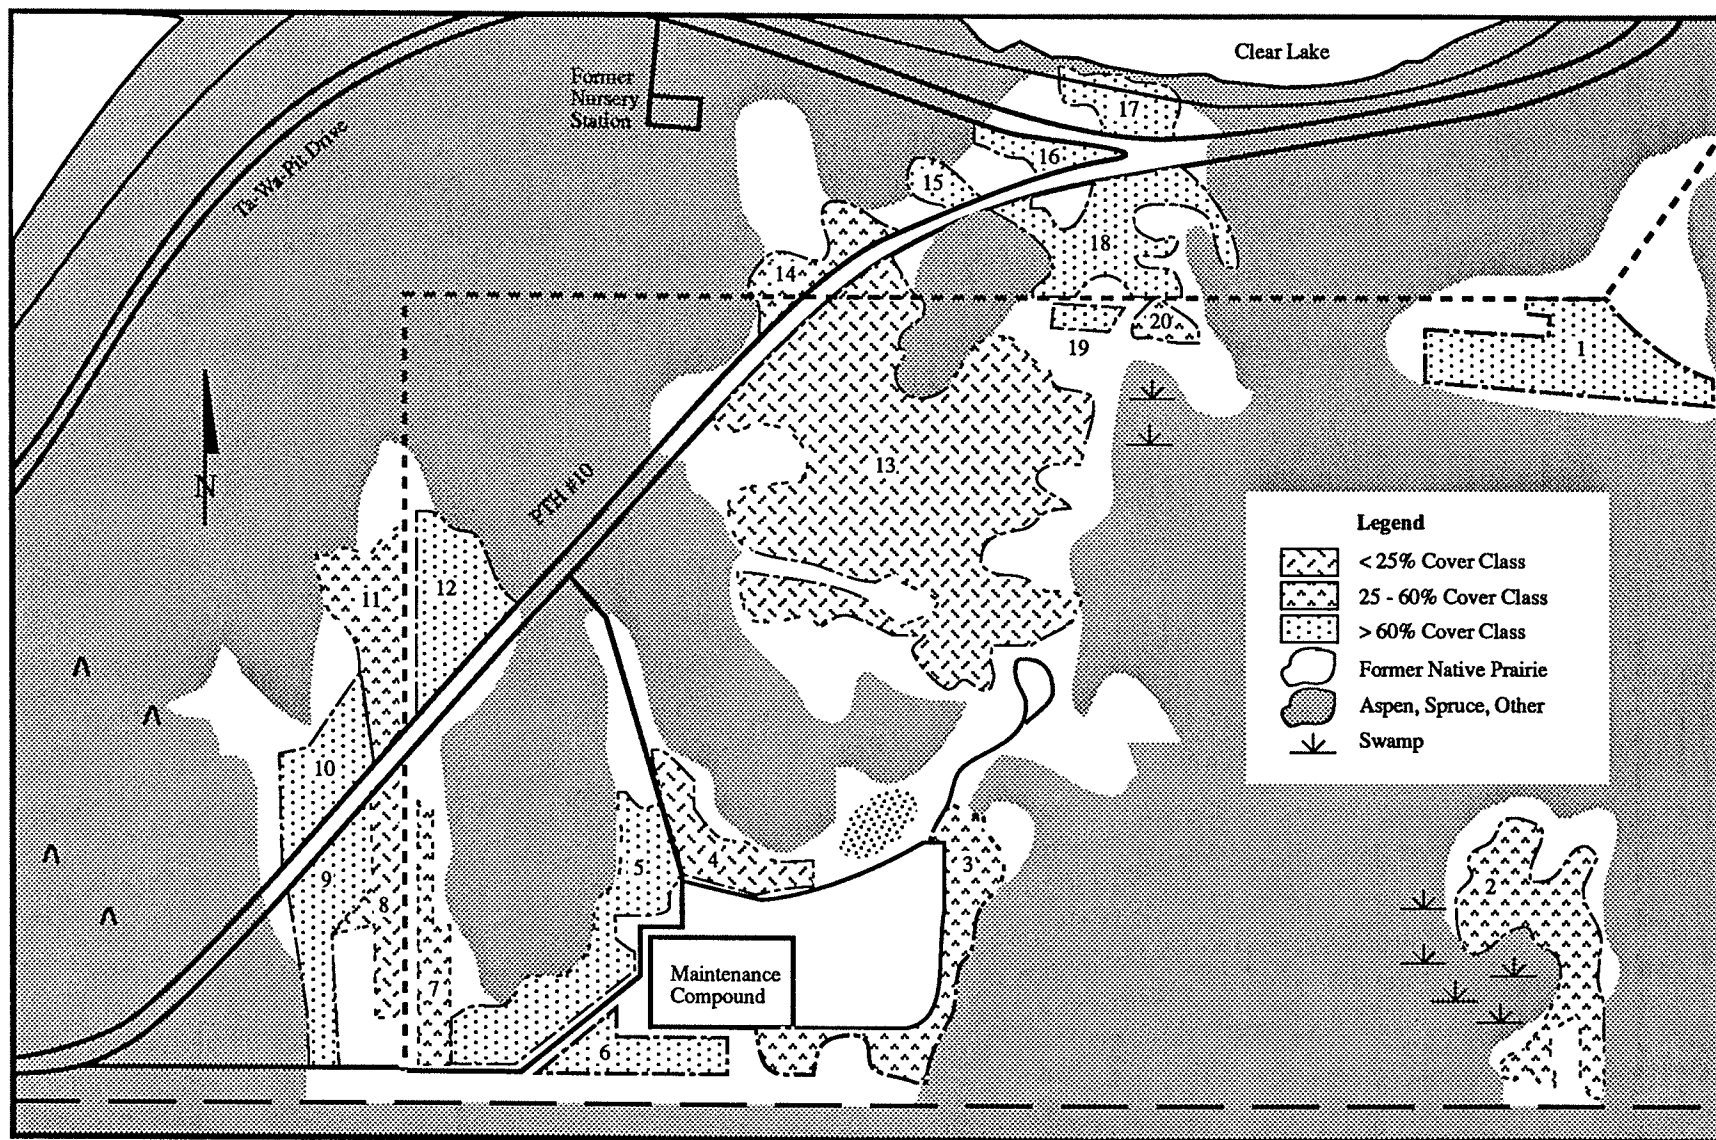 Clear Lake
Former
Nursery
Station
17
16
15
Ta-Wa-Pit Drive
18
14
20
19
1
13
N
PTH #10
Legend
< 25% Cover Class
25 - 60% Cover Class
> 60% Cover Class
Former Native Prairie
Aspen, Spruce, Other
Swamp
12
11
10
5
4
3
9
2
8
Maintenance
Compound
7
6